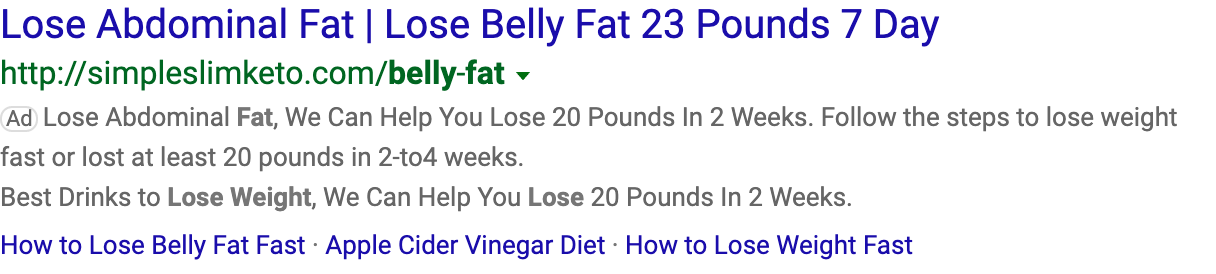 Lose Abdominal Fat | Lose Belly Fat 23 Pounds 7 Day
http://simpleslimketo.com/belly-fat
Ad Lose Abdominal Fat, We Can Help You Lose 20 Pounds In 2 Weeks. Follow the steps to lose weight
fast or lost at least 20 pounds in 2-to4 weeks.
Best Drinks to Lose Weight, We Can Help You Lose 20 Pounds In 2 Weeks.
How to Lose Belly Fat Fast · Apple Cider Vinegar Diet · How to Lose Weight Fast